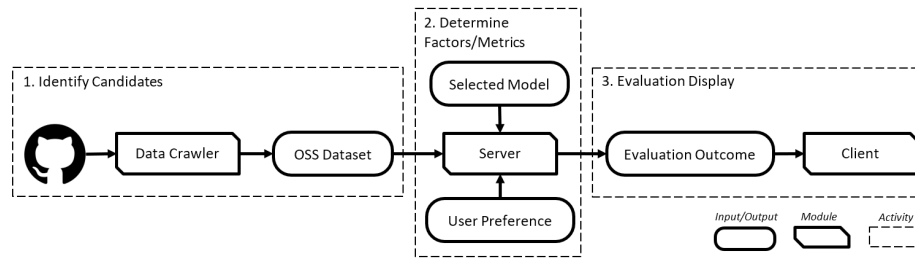 1. Identify Candidates
Data Crawler
OSS Dataset
2. Determine
Factors/Metrics
Selected Model
Server
User Preference
3. Evaluation Display
Evaluation Outcome
Client
Input/Output
Module
Activity